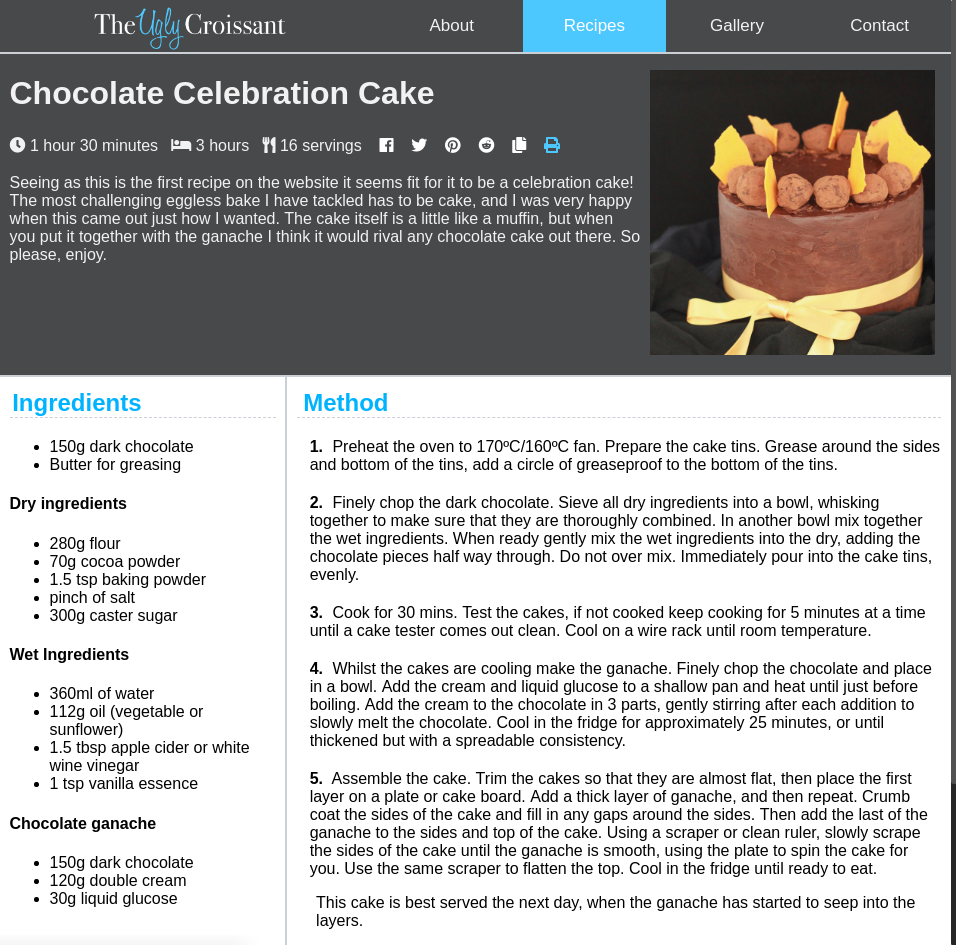 The Ugly Croissant
About
Recipes
Gallery
Contact
Chocolate Celebration Cake
1 hour 30 minutes 3 hours 16 servings
Seeing as this is the first recipe on the website it seems fit for it to be a celebration cake!
The most challenging eggless bake I have tackled has to be cake, and I was very happy
when this came out just how I wanted. The cake itself is a little like a muffin, but when
you put it together with the ganache I think it would rival any chocolate cake out there. So
please, enjoy.
Ingredients
150g dark chocolate
Butter for greasing
Dry ingredients
280g flour
70g cocoa powder
1.5 tsp baking powder
pinch of salt
300g caster sugar
Wet Ingredients
360ml of water
112g oil (vegetable or
sunflower)
1.5 tbsp apple cider or white
wine vinegar
1 tsp vanilla essence
Chocolate ganache
150g dark chocolate
120g double cream
30g liquid glucose
Method
1. Preheat the oven to 170ºC/160ºC fan. Prepare the cake tins. Grease around the sides
and bottom of the tins, add a circle of greaseproof to the bottom of the tins.
2. Finely chop the dark chocolate. Sieve all dry ingredients into a bowl, whisking
together to make sure that they are thoroughly combined. In another bowl mix together
the wet ingredients. When ready gently mix the wet ingredients into the dry, adding the
chocolate pieces half way through. Do not over mix. Immediately pour into the cake tins,
evenly.
3. Cook for 30 mins. Test the cakes, if not cooked keep cooking for 5 minutes at a time
until a cake tester comes out clean. Cool on a wire rack until room temperature.
4. Whilst the cakes are cooling make the ganache. Finely chop the chocolate and place
in a bowl. Add the cream and liquid glucose to a shallow pan and heat until just before
boiling. Add the cream to the chocolate in 3 parts, gently stirring after each addition to
slowly melt the chocolate. Cool in the fridge for approximately 25 minutes, or until
thickened but with a spreadable consistency.
5. Assemble the cake. Trim the cakes so that they are almost flat, then place the first
layer on a plate or cake board. Add a thick layer of ganache, and then repeat. Crumb
coat the sides of the cake and fill in any gaps around the sides. Then add the last of the
ganache to the sides and top of the cake. Using a scraper or clean ruler, slowly scrape
the sides of the cake until the ganache is smooth, using the plate to spin the cake for
you. Use the same scraper to flatten the top. Cool in the fridge until ready to eat.
This cake is best served the next day, when the ganache has started to seep into the
layers.